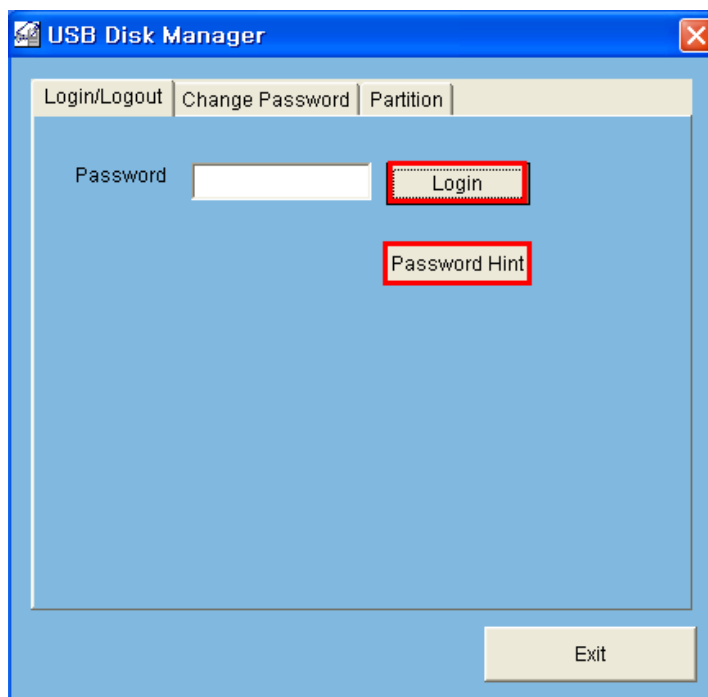 USB Disk Manager
Login/Logout Change Password Partition
Password Login
Password Hint
Exit